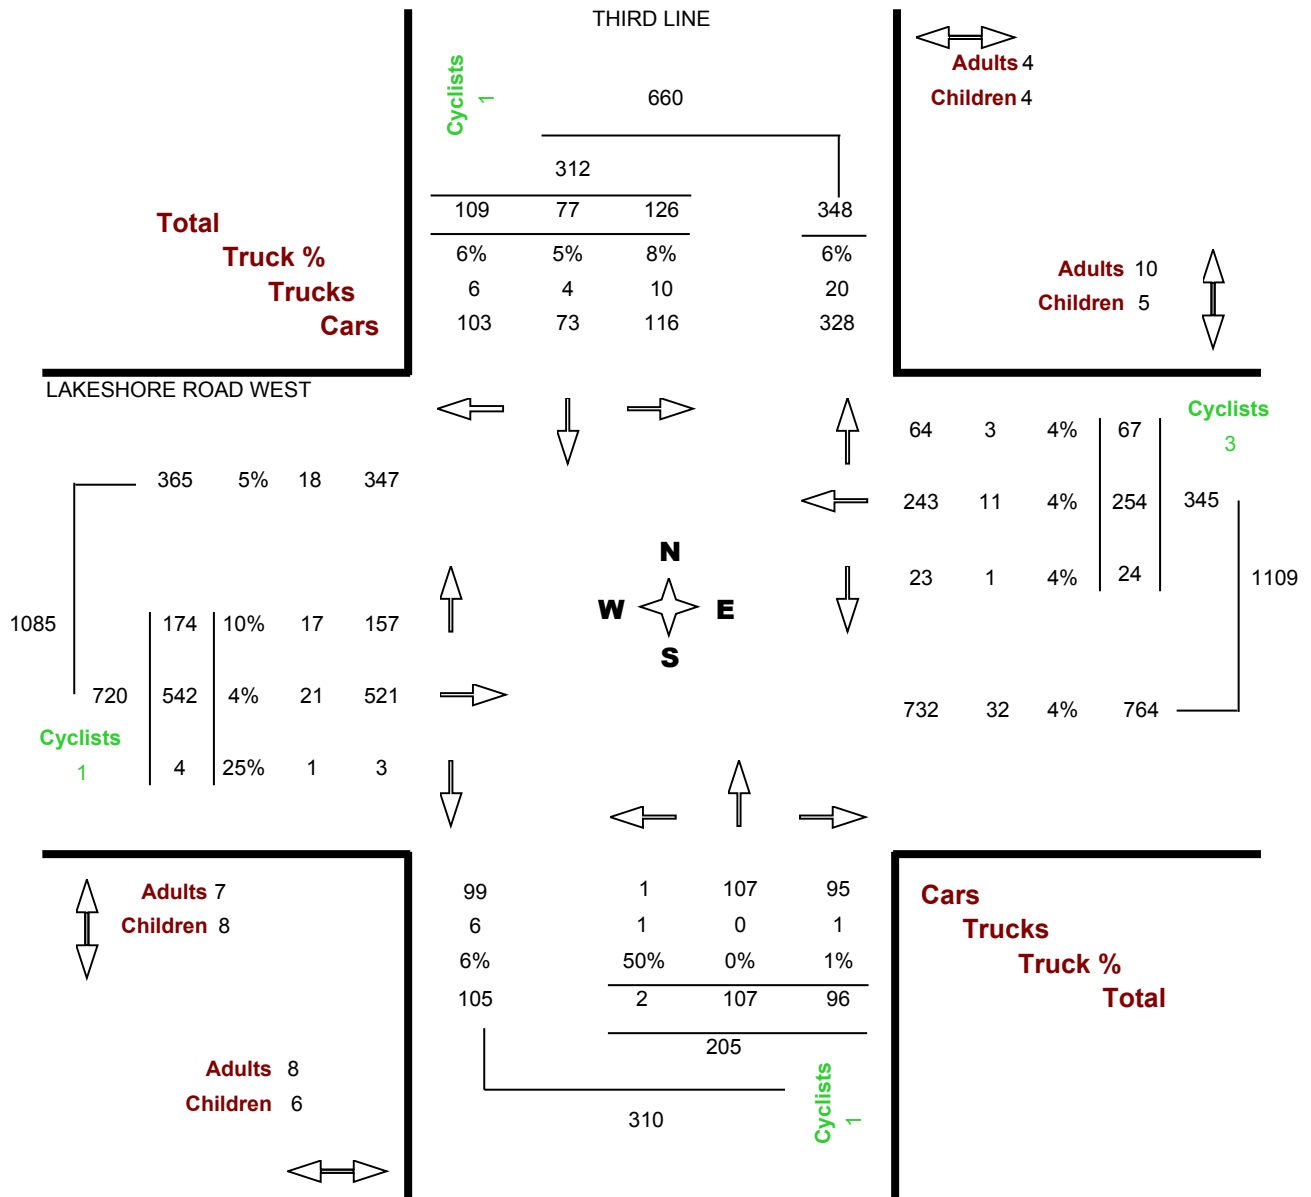 THIRD LINE
Adults 4
Children 4
Cyclists
1
660
312
109 77 126 348
Total
6% 5% 8% 6%
Truck %
6 4 10 20
Trucks
103 73 116 328
Cars
Adults 10
Children 5
LAKESHORE ROAD WEST
Cyclists
3
64 3 4% 67
365 5% 18 347
243 11 4% 254 345
N
23 1 4% 24
1109
W E
S
1085
174 10% 17 157
720 542 4% 21 521
732 32 4% 764
Cyclists
1
4 25% 1 3
Adults 7
Children 8
99 1 107 95
Cars
6 1 0 1
Trucks
6% 50% 0% 1%
Truck %
105 2 107 96
Total
205
Adults 8
Children 6
Cyclists
1
310